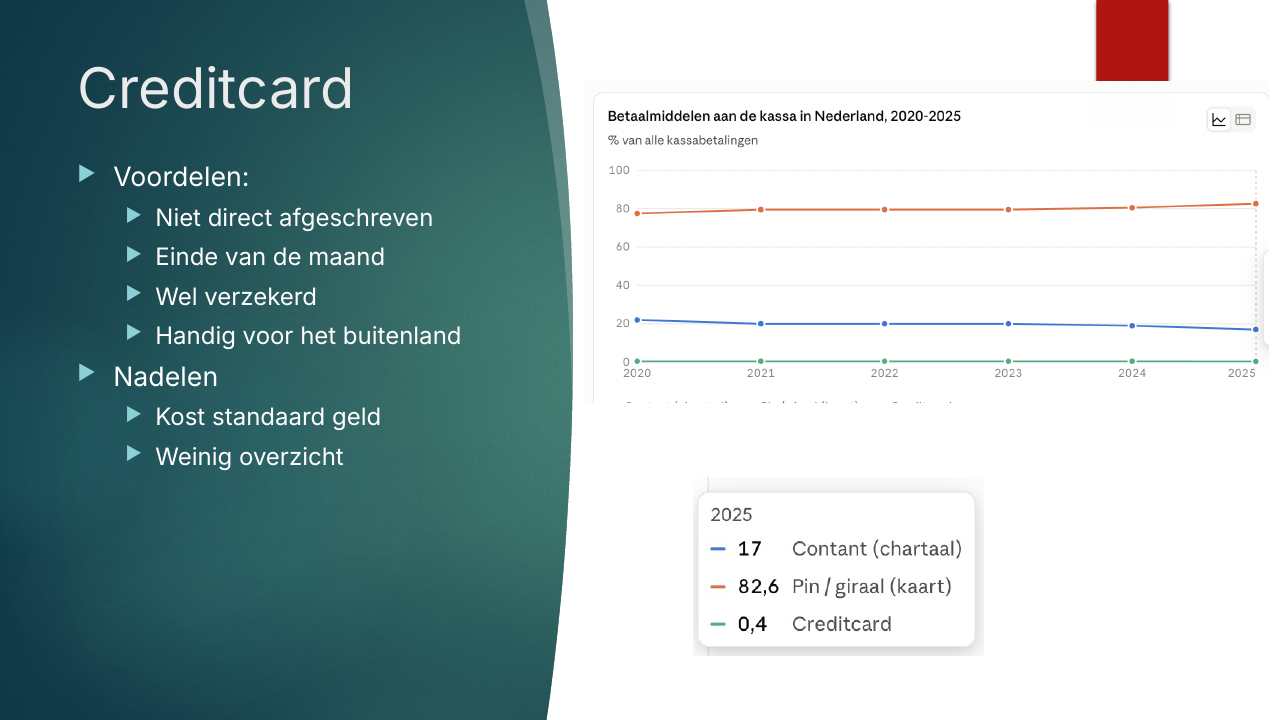 Creditcard
Voordelen:
Niet direct afgeschreven
Einde van de maand
Wel verzekerd
Handig voor het buitenland
Nadelen
Kost standaard geld
Weinig overzicht
Betaalmiddelen aan de kassa in Nederland, 2020-2025
% van alle kassabetalingen
100
80
60
40
20
0
2020 2021 2022 2023 2024 2025
2025
17 Contant (chartaal)
82,6 Pin / giraal (kaart)
0,4 Creditcard